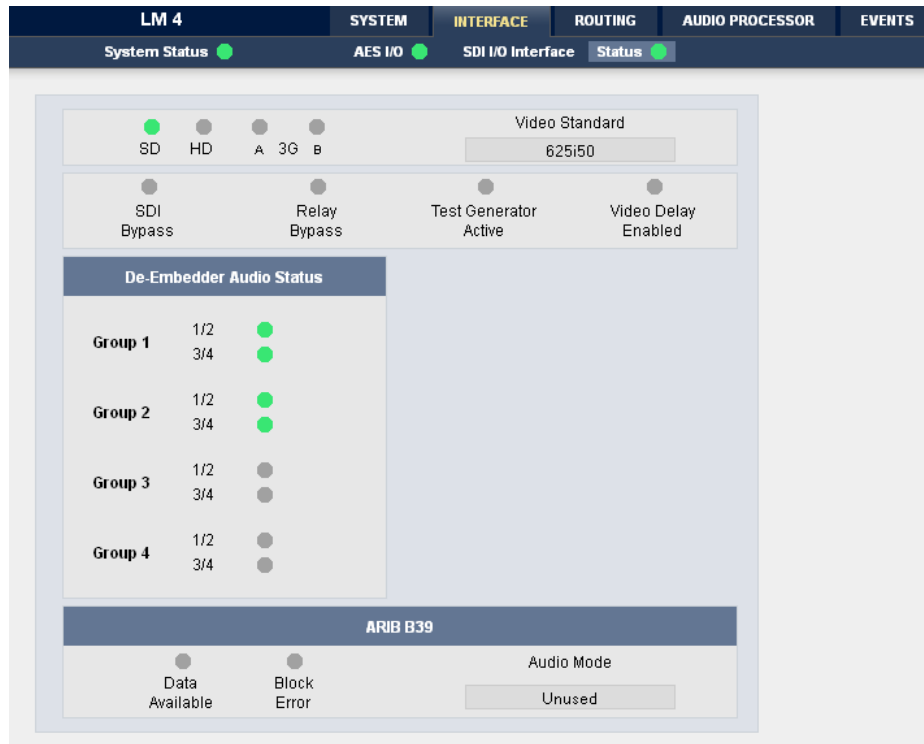 LM 4 SYSTEM INTERFACE ROUTING AUDIO PROCESSOR EVENTS
System Status AES I/O SDI I/O Interface Status
Video Standard
SD HD A 3G B
625i50
SDI Bypass
Relay Bypass
Test Generator Active
Video Delay Enabled
De-Embedder Audio Status
Group 1
1/2
3/4
Group 2
1/2
3/4
Group 3
1/2
3/4
Group 4
1/2
3/4
ARIB B39
Data Available
Block Error
Audio Mode
Unused